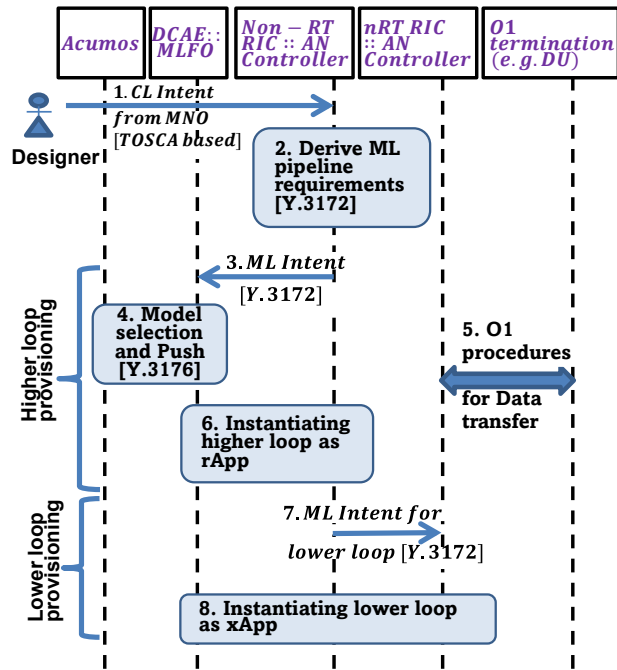 Acumos
DCAE::
MLFO
Non − RT
RIC :: AN
Controller
nRT RIC
:: AN
Controller
O1
termination
(e.g.DU)
1.CL Intent
from MNO
[TOSCA based]
Designer
2. Derive ML
pipeline
requirements
[Y.3172]
3.ML Intent
[Y.3172]
4. Model
selection
and Push
[Y.3176]
5. O1
procedures
for Data
transfer
Higher loop
provisioning
6. Instantiating
higher loop as
rApp
7.ML Intent for
lower loop [Y.3172]
Lower loop
provisioning
8. Instantiating lower loop
as xApp